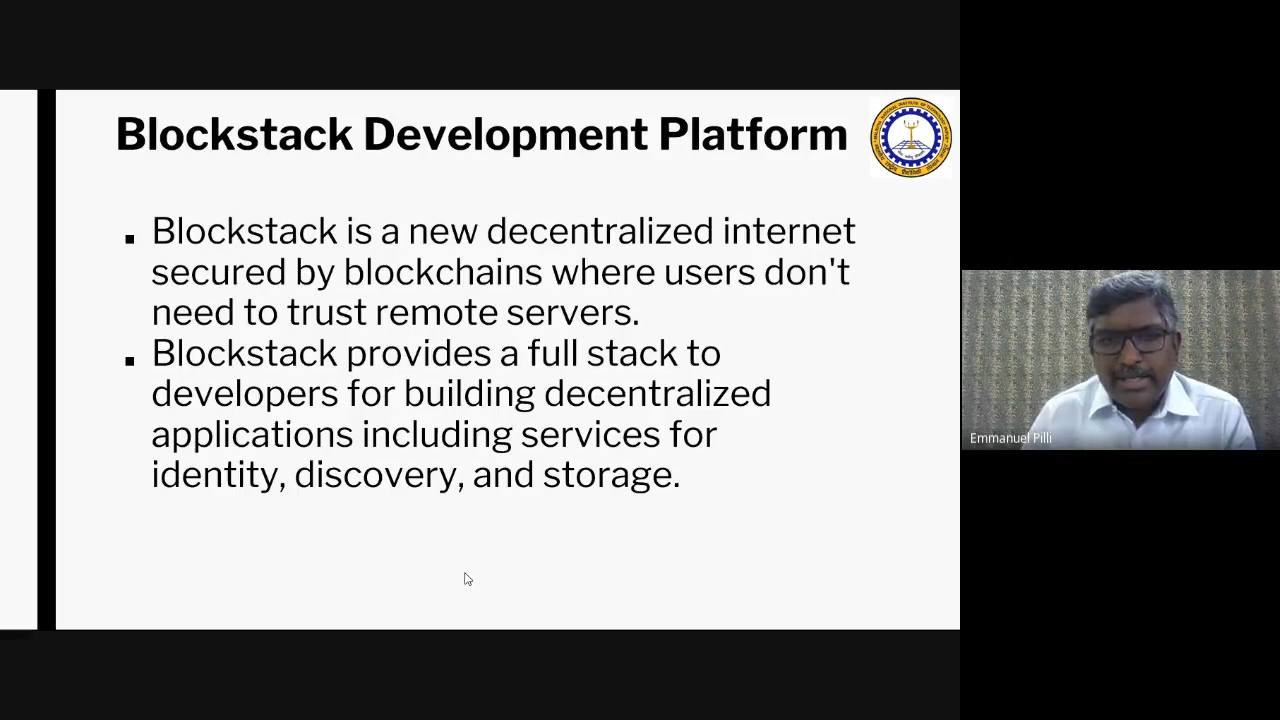 Blockstack Development Platform
▪ Blockstack is a new decentralized internet
secured by blockchains where users don't
need to trust remote servers.
▪ Blockstack provides a full stack to
developers for building decentralized
applications including services for
identity, discovery, and storage.
Emmanuel Pilli